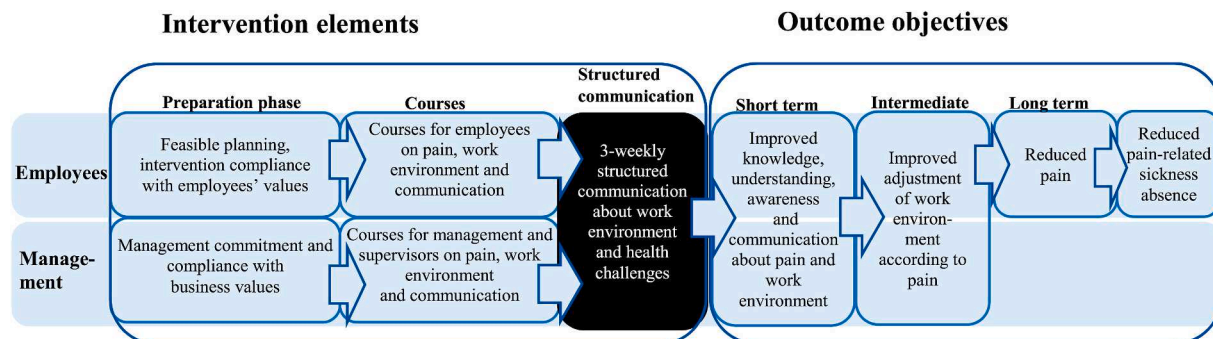 Intervention elements
Outcome objectives
Preparation phase
Courses
Structured
communication
Short term
Intermediate
Long term
Employees
Feasible planning,
intervention compliance
with employees’ values
Courses for employees
on pain, work
environment and
communication
3-weekly
structured
communication
about work
environment
and health
challenges
Improved
knowledge,
understanding,
awareness
and
communication
about pain and
work
environment
Improved
adjustment
of work
environ-
ment
according to
pain
Reduced
pain
Reduced
pain-related
sickness
absence
Manage-
ment
Management commitment and
compliance with
business values
Courses for management and
supervisors on pain, work
environment
and communication